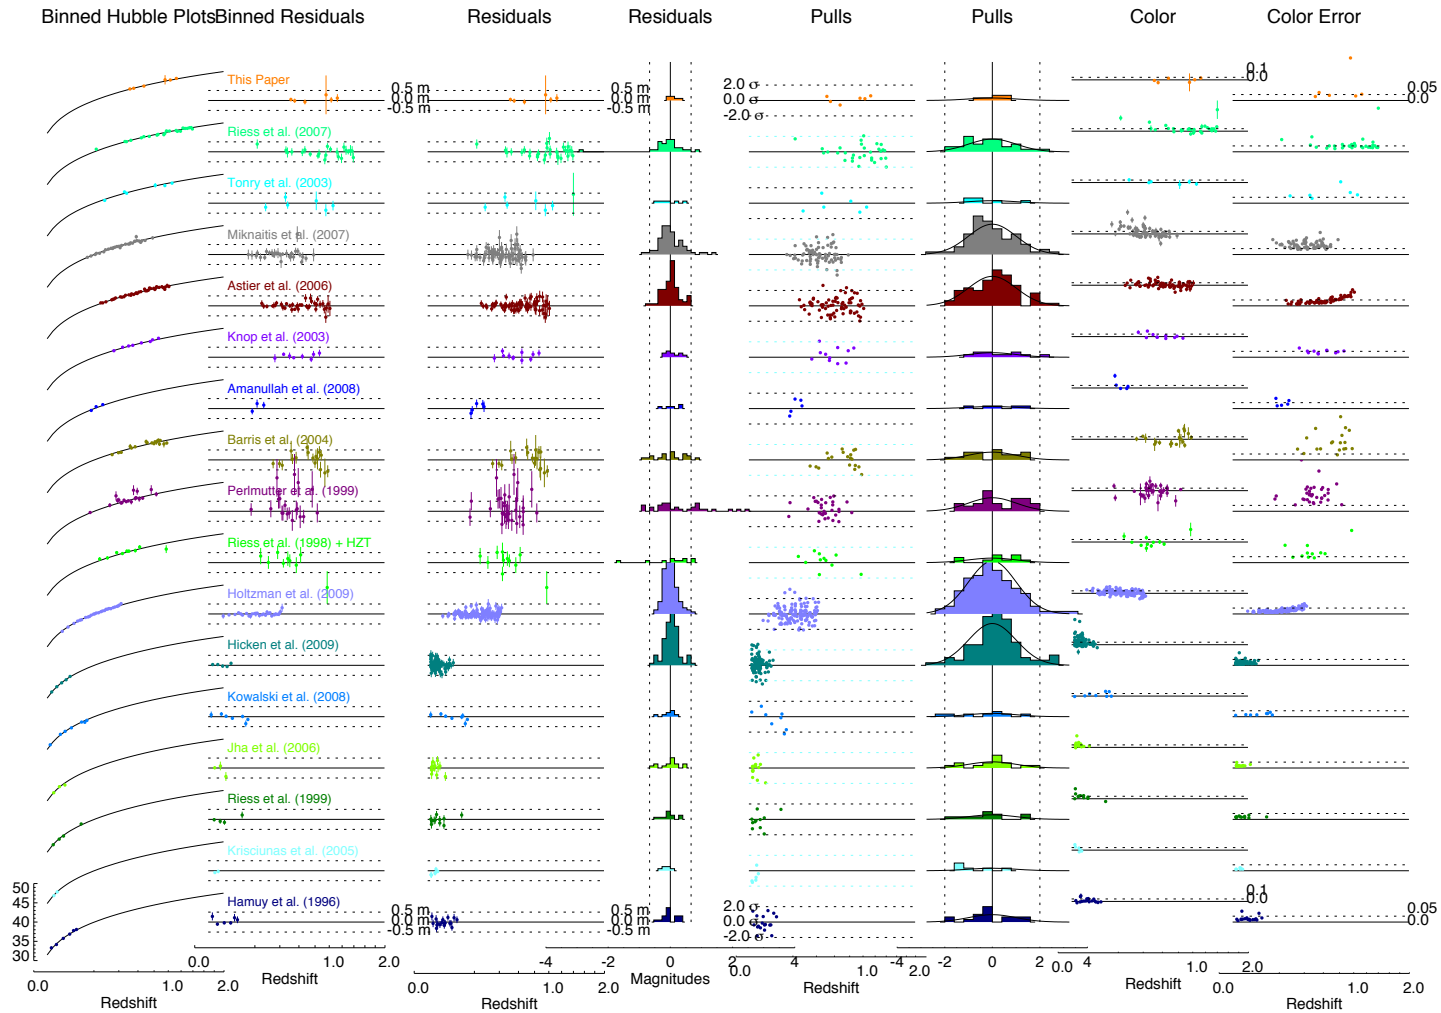 Binned Hubble Plots Binned Residuals Residuals Residuals Pulls Pulls Color Color Error
This Paper
0.5 m 0.0 m -0.5 m
0.5 m 0.0 m -0.5 m
2.0 σ 0.0 σ -2.0 σ
0.1 0.0
0.05 0.0
Riess et al. (2007)
Tonry et al. (2003)
Miknaitis et al. (2007)
Astier et al. (2006)
Knop et al. (2003)
Amanullah et al. (2008)
Barris et al. (2004)
Perlmutter et al. (1999)
Riess et al. (1998) + HZT
Holtzman et al. (2009)
Hicken et al. (2009)
Kowalski et al. (2008)
Jha et al. (2006)
Riess et al. (1999)
Krisciunas et al. (2005)
Hamuy et al. (1996)
50 45 40 35 30
0.5 m 0.0 m -0.5 m
0.5 m 0.0 m -0.5 m
2.0 σ 0.0 σ -2.0 σ
0.1 0.0
0.05 0.0
0.0 1.0 2.0 -4 -2 0 2 4 1.0 -4 2.0 -2 0 2 4 1.0 2.0
Redshift Magnitudes Pulls Redshift
0.0 1.0 2.0 0.0 1.0 2.0 0.0 0.0 0.0 1.0 2.0
Redshift Redshift Redshift Redshift